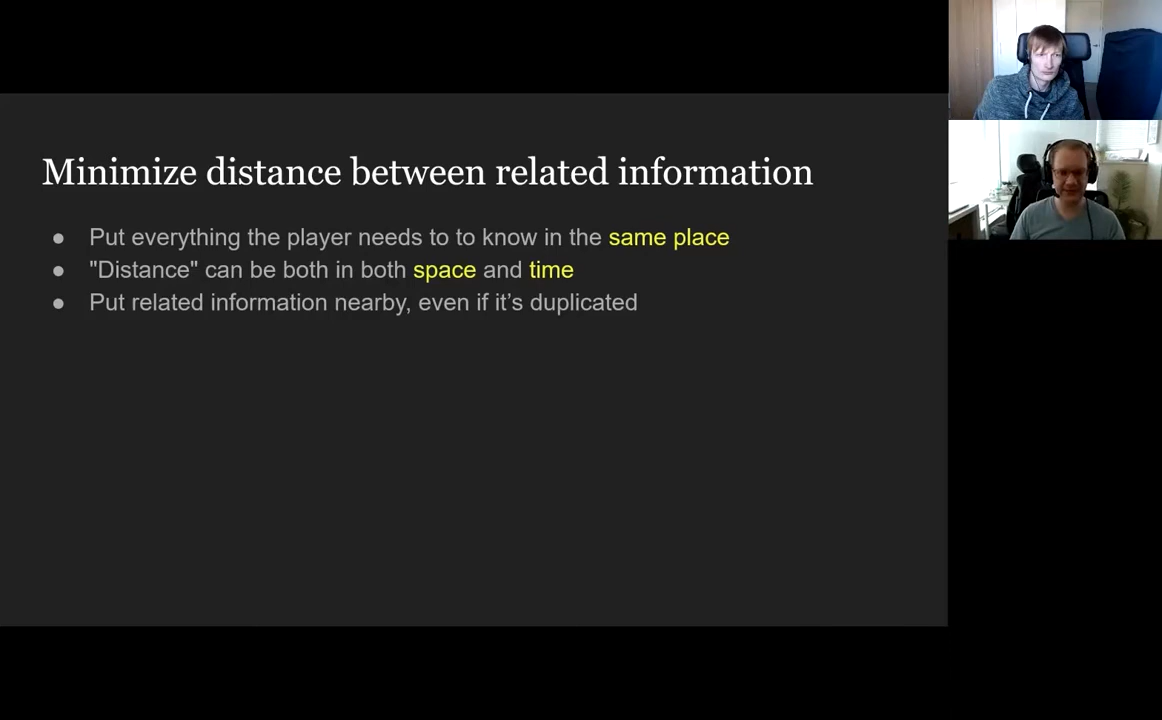 Minimize distance between related information
● Put everything the player needs to to know in the same place
● "Distance" can be both in both space and time
● Put related information nearby, even if it’s duplicated